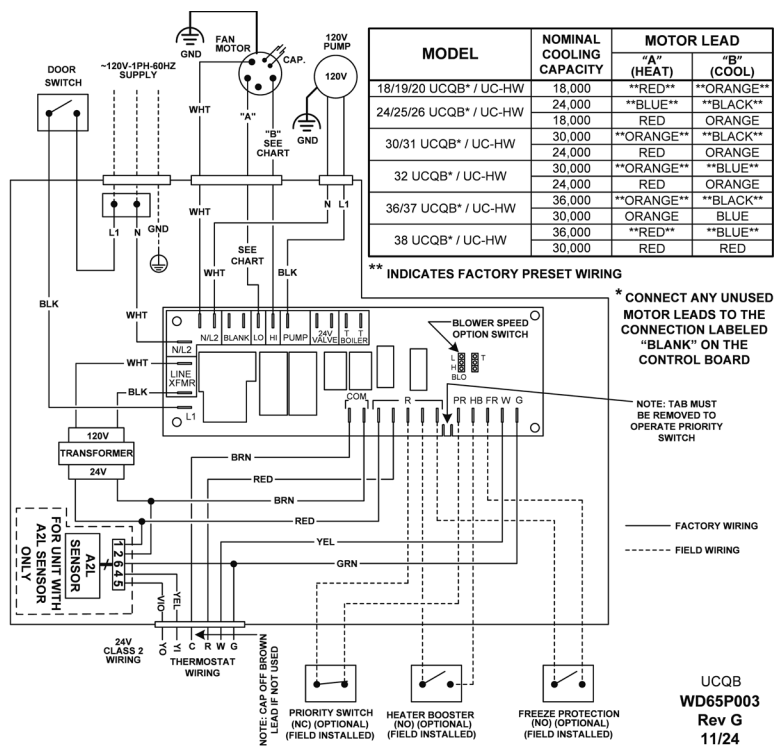 GND
FAN
MOTOR
CAP.
120V
PUMP
120V
DOOR
SWITCH
~120V-1PH-60HZ
SUPPLY
WHT
"A"
"B"
SEE
CHART
GND
MODEL
NOMINAL
COOLING
CAPACITY
MOTOR LEAD
"A"
(HEAT)
"B"
(COOL)
18/19/20 UCQB* / UC-HW 18,000 **RED** **ORANGE**
24/25/26 UCQB* / UC-HW 24,000 **BLUE** **BLACK**
18,000 RED ORANGE
30/31 UCQB* / UC-HW 30,000 **ORANGE** **BLACK**
24,000 RED ORANGE
32 UCQB* / UC-HW 30,000 **ORANGE** **BLUE**
24,000 RED ORANGE
36/37 UCQB* / UC-HW 36,000 **ORANGE** **BLACK**
30,000 ORANGE BLUE
38 UCQB* / UC-HW 36,000 **RED** **BLUE**
30,000 RED RED
** INDICATES FACTORY PRESET WIRING
* CONNECT ANY UNUSED
MOTOR LEADS TO THE
CONNECTION LABELED
"BLANK" ON THE
CONTROL BOARD
N L1
L1 N GND
WHT
SEE
CHART
WHT
BLK
BLK
WHT
N/L2 BLANK LO HI PUMP 24V
VALVE T T
BOILER
BLOWER SPEED
OPTION SWITCH
L T
H
BLO
N/L2
WHT
LINE
XFMR
BLK
L1
COM
R
PR HB FR W G
NOTE: TAB MUST
BE REMOVED TO
OPERATE PRIORITY
SWITCH
120V
TRANSFORMER
24V
BRN
RED
BRN
RED
YEL
GRN
FACTORY WIRING
FIELD WIRING
FOR UNIT WITH
A2L SENSOR
ONLY
A2L
SENSOR
1 2 6 4 5
VIO
YEL
24V
CLASS 2
WIRING
YO YI C R W G
THERMOSTAT
WIRING
NOTE: CAP OFF BROWN
LEAD IF NOT USED
PRIORITY SWITCH
(NC) (OPTIONAL)
(FIELD INSTALLED)
HEATER BOOSTER
(NO) (OPTIONAL)
(FIELD INSTALLED)
FREEZE PROTECTION
(NO) (OPTIONAL)
(FIELD INSTALLED)
UCQB
WD65P003
Rev G
11/24